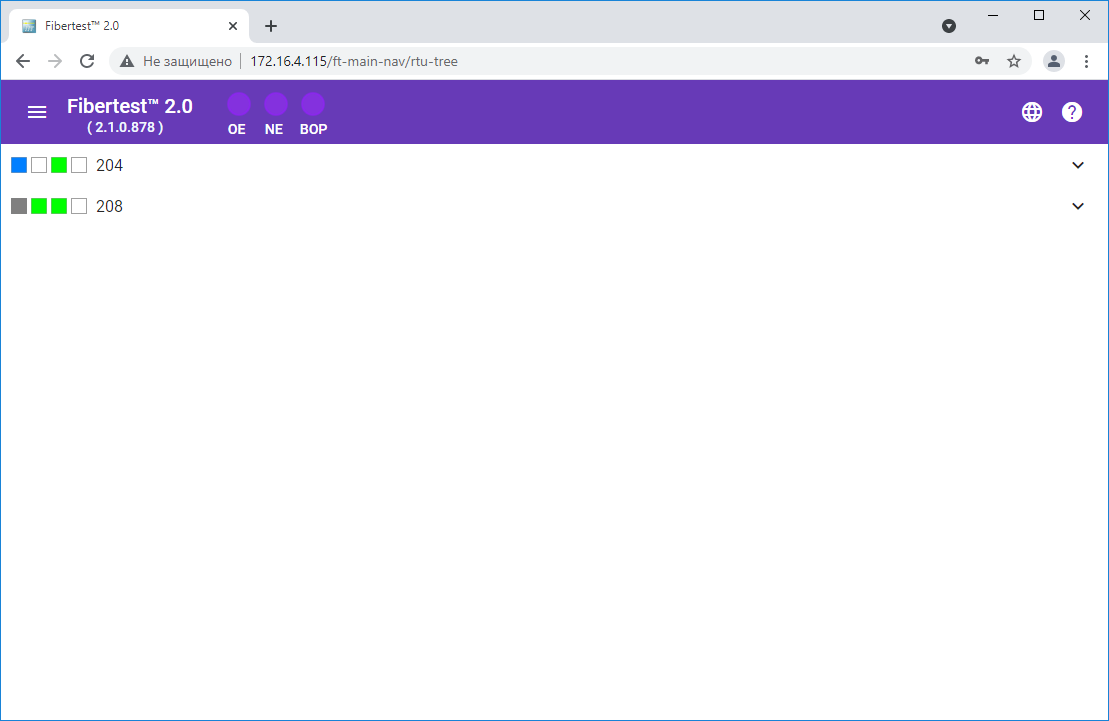 Fibertest™ 2.0
Не защищено 172.16.4.115/ft-main-nav/rtu-tree
Fibertest™ 2.0
( 2.1.0.878 )
OE NE BOP
204
208